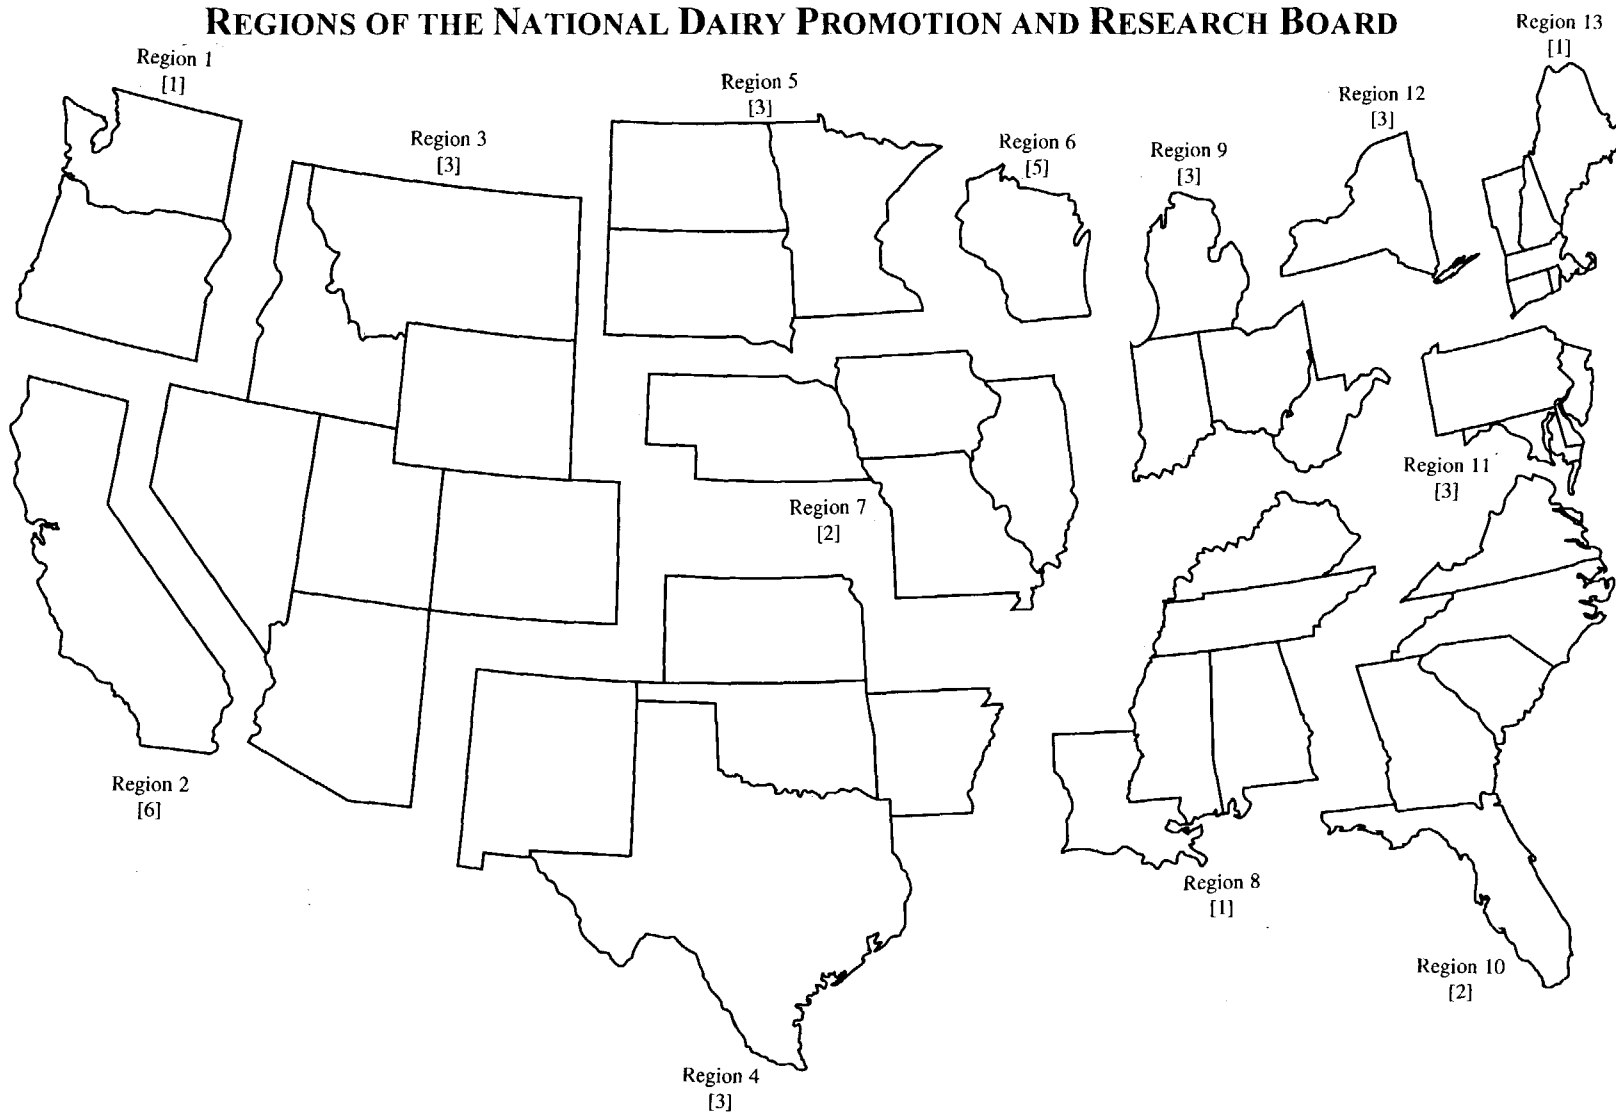 REGIONS OF THE NATIONAL DAIRY PROMOTION AND RESEARCH BOARD
Region 13
[1]
Region 1
[1]
Region 5
[3]
Region 12
[3]
Region 3
[3]
Region 6
[5]
Region 9
[3]
Region 11
[3]
Region 7
[2]
Region 2
[6]
Region 8
[1]
Region 10
[2]
Region 4
[3]